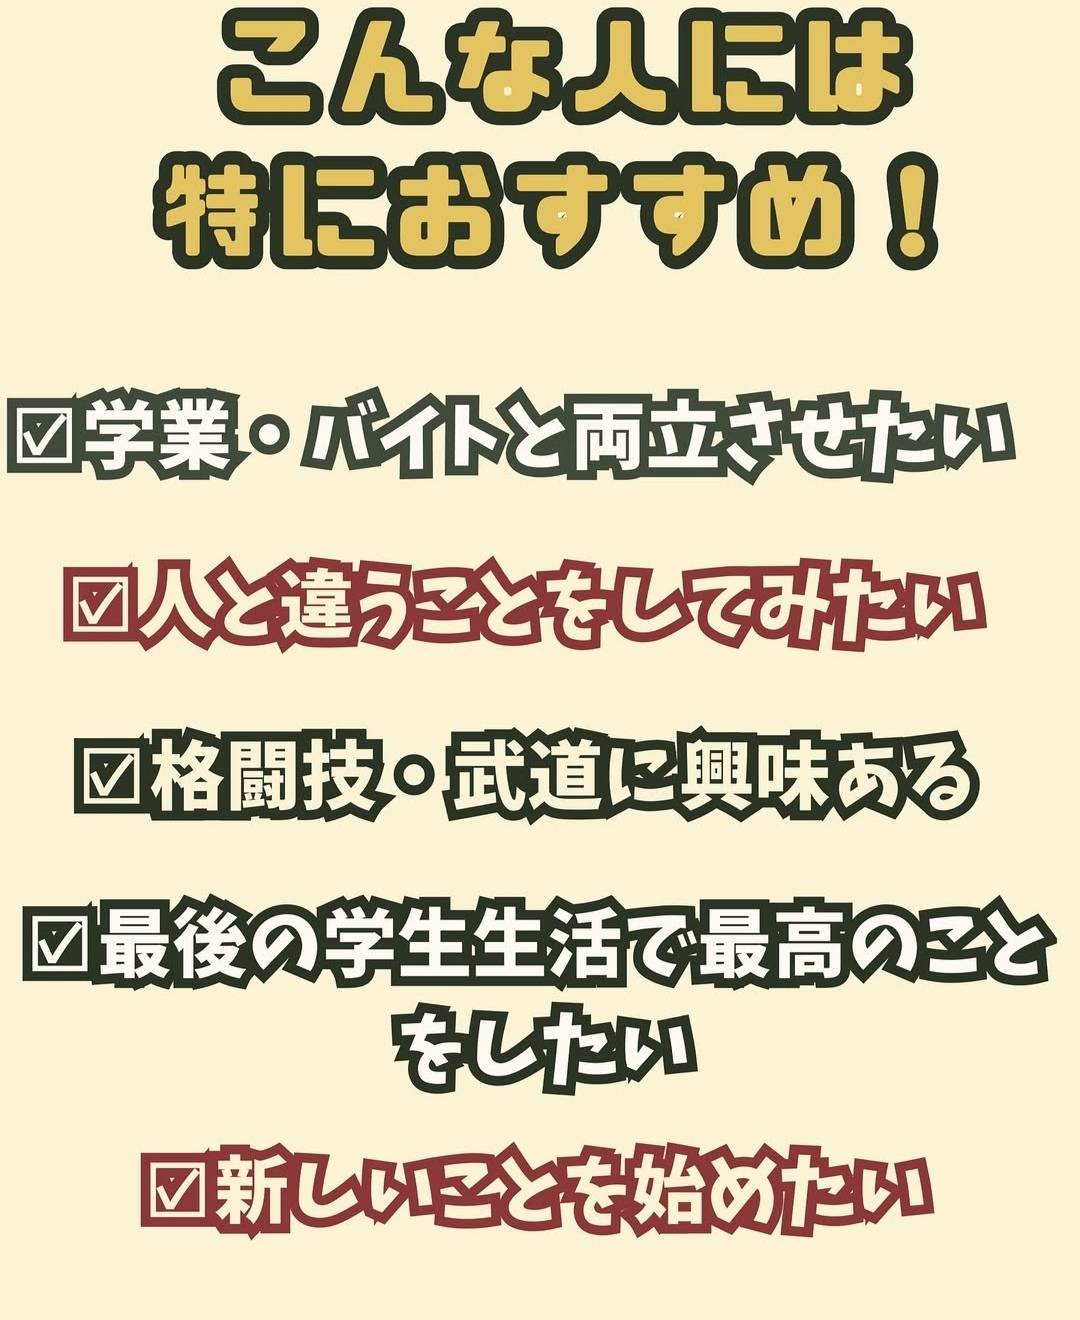 こんな人には
特におすすめ！
☑学業・バイトと両立させたい
☑人と違うことをしてみたい
☑格闘技・武道に興味ある
☑最後の学生生活で最高のこと
をしたい
☑新しいことを始めたい